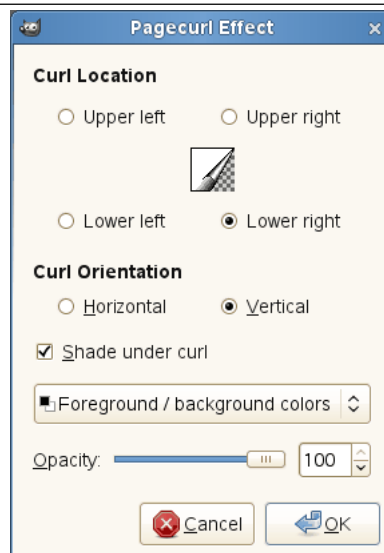 Pagecurl Effect
Curl Location
Upper left Upper right
Lower left Lower right
Curl Orientation
Horizontal Vertical
Shade under curl
Foreground / background colors
Opacity: 100
Cancel OK